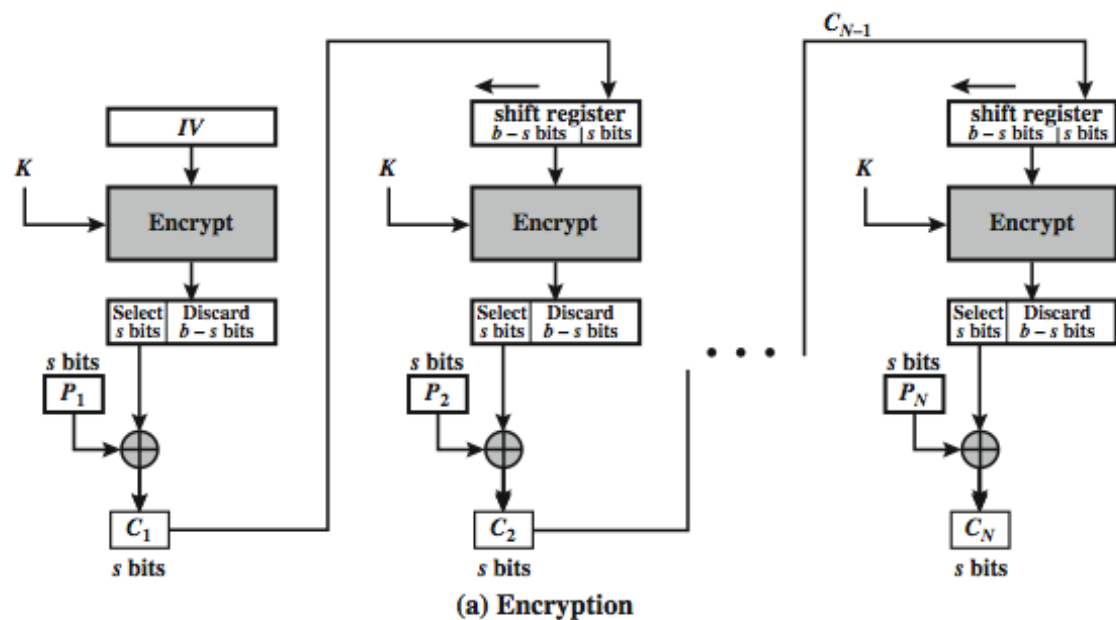 C_{N-1}
IV
shift register
b – s bits | s bits
shift register
b – s bits | s bits
K
K
K
Encrypt
Encrypt
Encrypt
Select
s bits
Discard
b – s bits
Select
s bits
Discard
b – s bits
Select
s bits
Discard
b – s bits
s bits
P_1
s bits
P_2
s bits
P_N
C_1
s bits
C_2
s bits
C_N
s bits
(a) Encryption